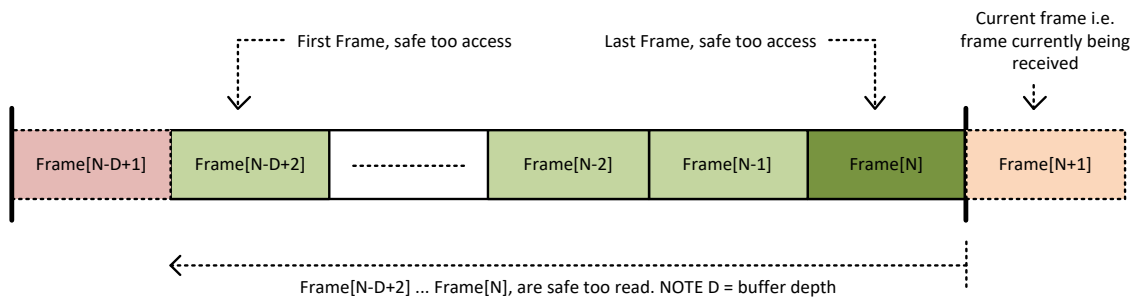 First Frame, safe too access
Last Frame, safe too access
Current frame i.e.
frame currently being
received
Frame[N-D+1]
Frame[N-D+2]
Frame[N-2]
Frame[N-1]
Frame[N]
Frame[N+1]
Frame[N-D+2] ... Frame[N], are safe too read. NOTE D = buffer depth